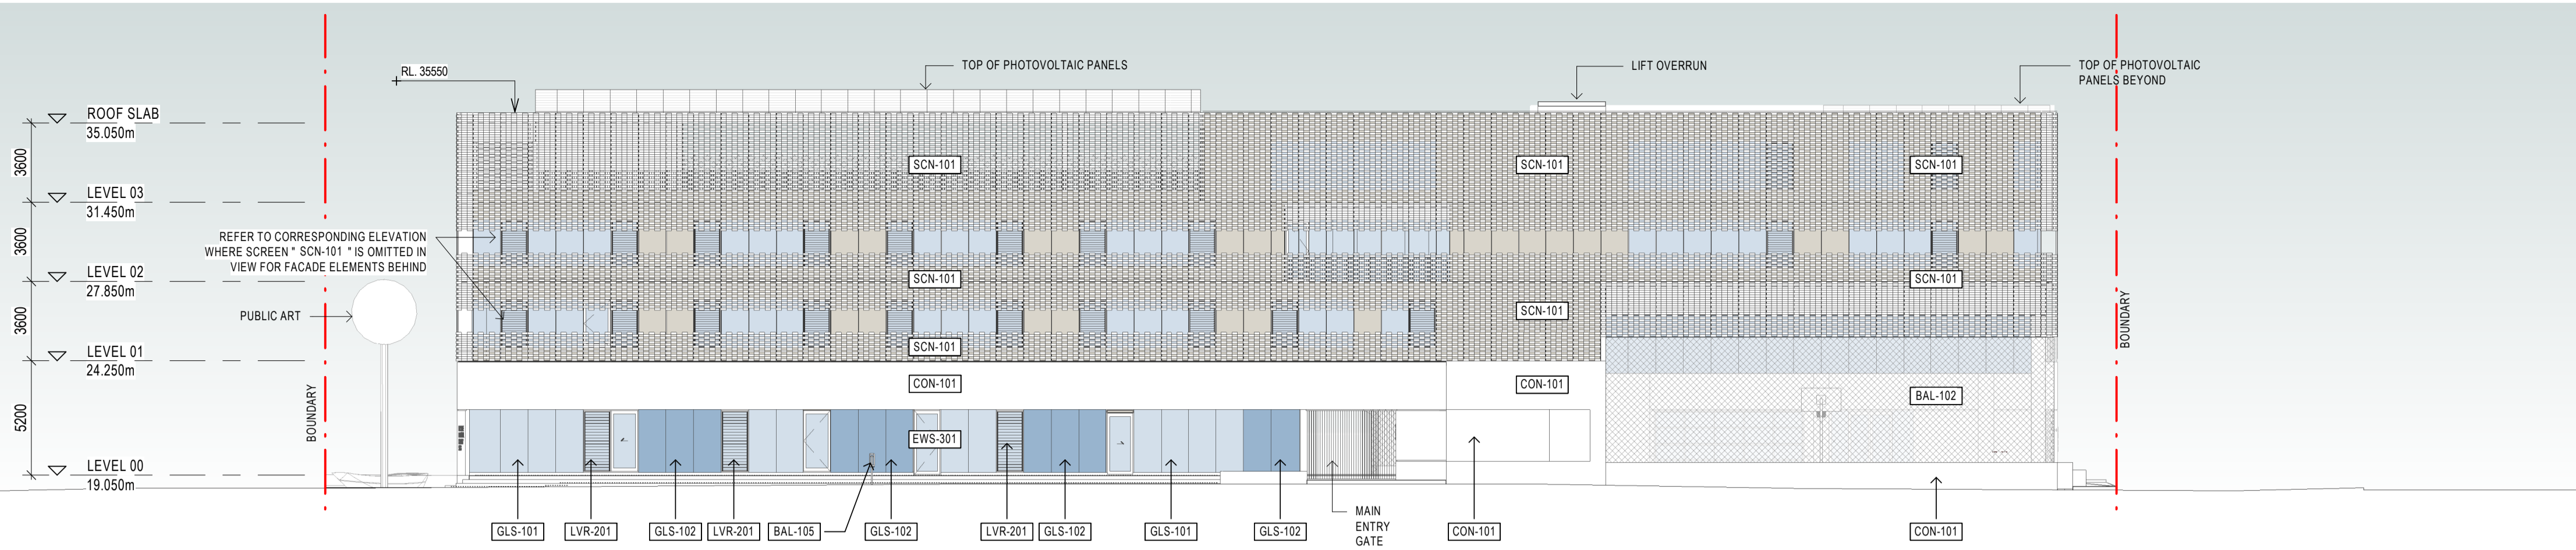 RL. 35550
TOP OF PHOTOVOLTAIC PANELS
LIFT OVERRUN
TOP OF PHOTOVOLTAIC
PANELS BEYOND
ROOF SLAB
35.050m
3600
SCN-101
SCN-101
SCN-101
LEVEL 03
31.450m
3600
REFER TO CORRESPONDING ELEVATION
WHERE SCREEN " SCN-101 " IS OMITTED IN
VIEW FOR FACADE ELEMENTS BEHIND
LEVEL 02
27.850m
SCN-101
SCN-101
3600
PUBLIC ART
SCN-101
BOUNDARY
SCN-101
LEVEL 01
24.250m
CON-101
CON-101
BAL-102
5200
BOUNDARY
EWS-301
LEVEL 00
19.050m
GLS-101
LVR-201
GLS-102
LVR-201
BAL-105
GLS-102
LVR-201
GLS-102
GLS-101
GLS-102
MAIN
ENTRY
GATE
CON-101
CON-101